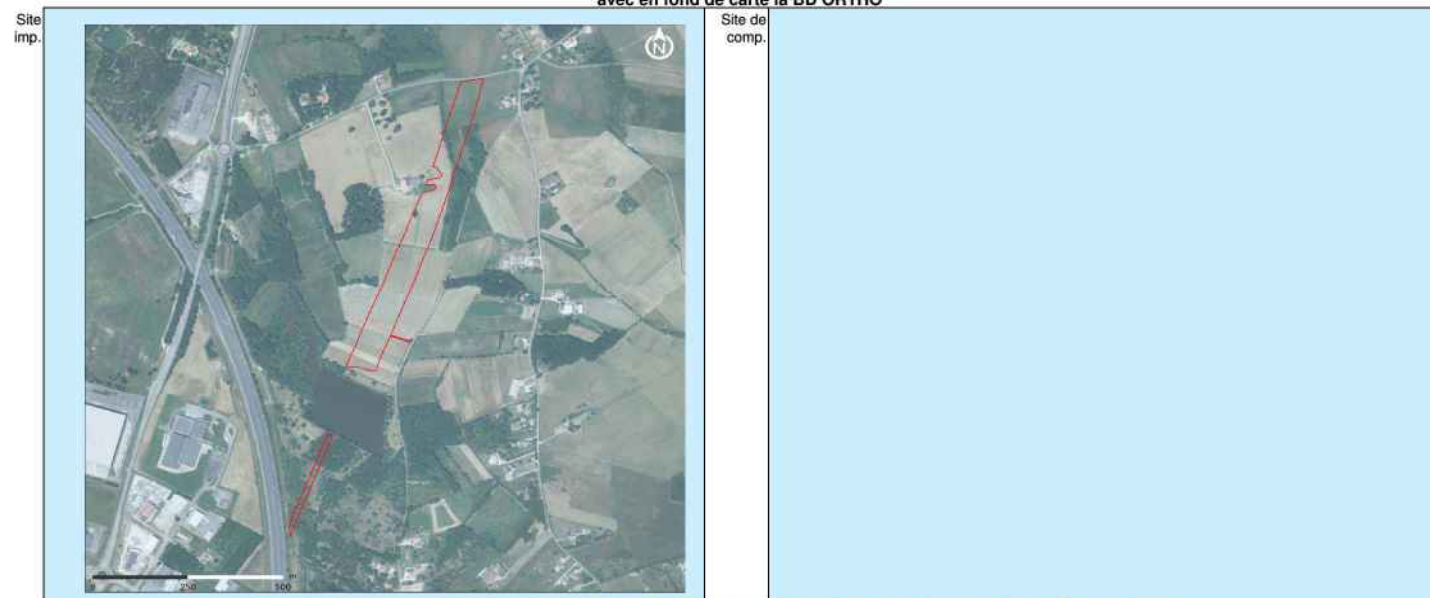 avec en fond de carte la BD ORTHO
Site
imp.
Site de
comp.
N
m
0 250 500